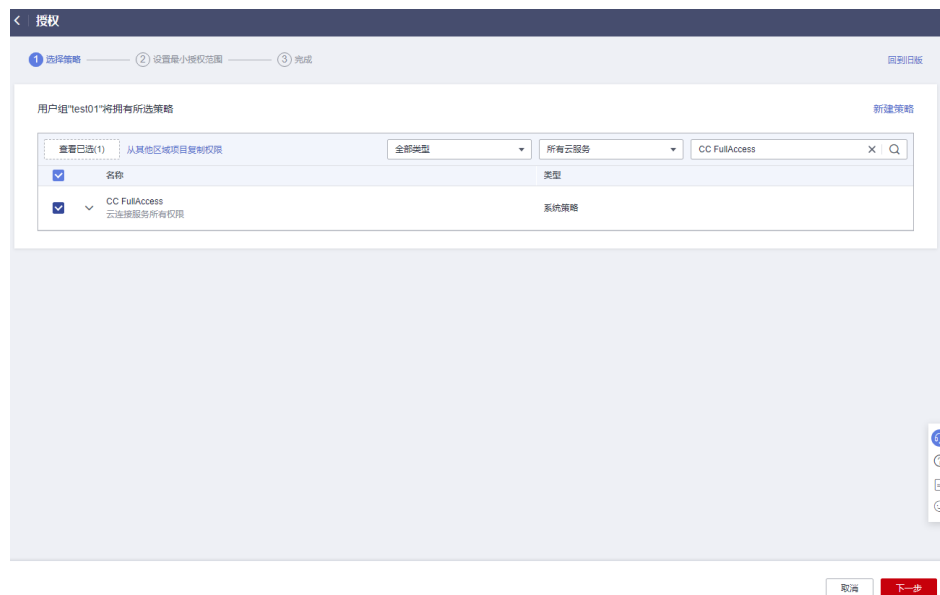 授权
1 选择策略 2 设置最小授权范围 3 完成 回到旧版
用户组"test01"将拥有所选策略 新建策略
查看已选(1) 从其他区域项目复制权限 全部类型 所有云服务 CC FullAccess
名称 类型
CC FullAccess
云连接服务所有权限 系统策略
取消 下一步